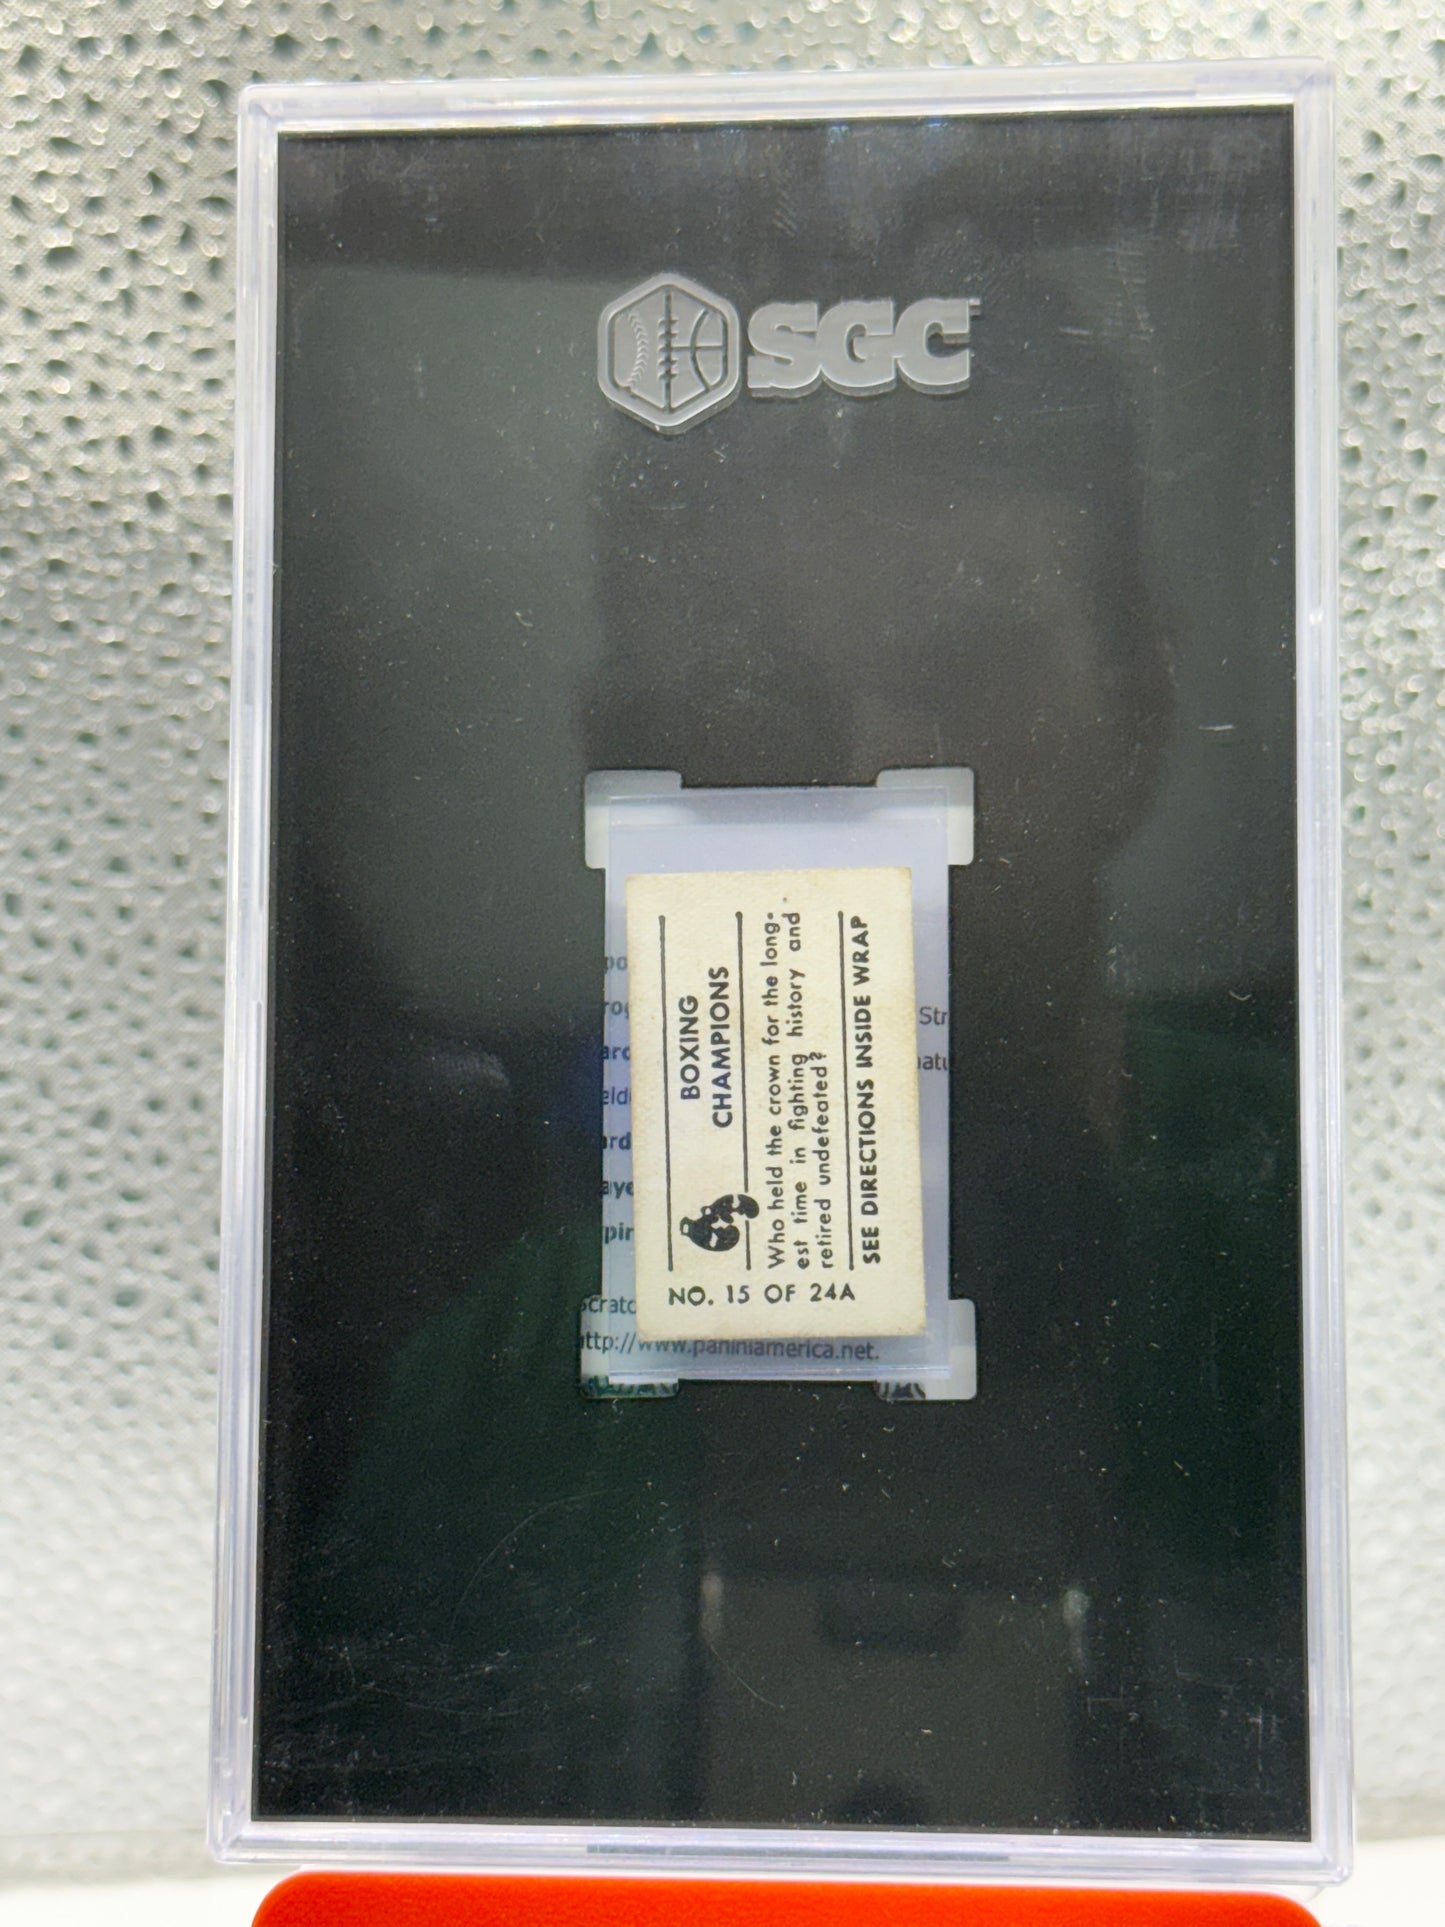 SGC
BOXING
CHAMPIONS
Who held the crown for the long-
est time in fighting history and
retired undefeated?
SEE DIRECTIONS INSIDE WRAP
NO. 15 OF 24A
Str
http://www.paniniamerica.net.